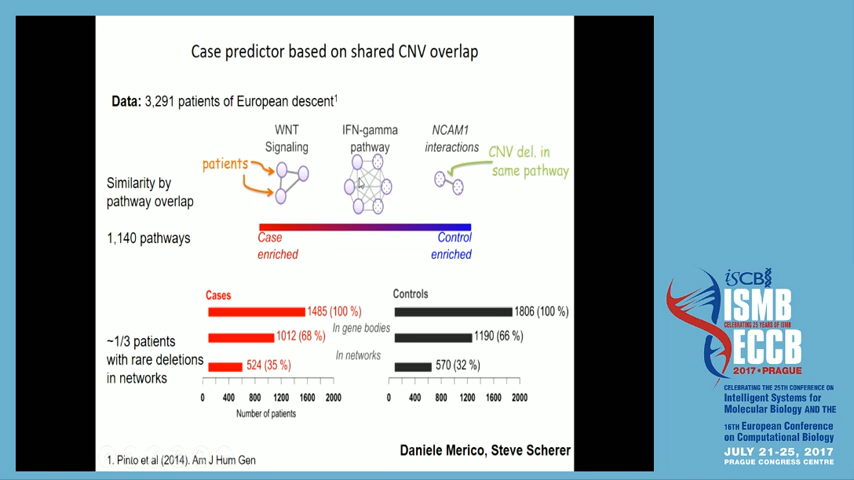 Case predictor based on shared CNV overlap
Data: 3,291 patients of European descent1
WNT
Signaling
IFN-gamma
pathway
NCAM1
interactions
patients
CNV del. in
same pathway
Similarity by
pathway overlap
1,140 pathways
Case
enriched
Control
enriched
Cases
1485 (100 %)
1012 (68 %)
524 (35 %)
In gene bodies
In networks
Controls
1806 (100 %)
1190 (66 %)
570 (32 %)
~1/3 patients
with rare deletions
in networks
0 400 800 1200 1600 2000
Number of patients
0 400 800 1200 1600 2000
Daniele Merico, Steve Scherer
1. Pinto et al (2014). Am J Hum Gen
iSCB
ISMB
CELEBRATING 25 YEARS OF ISMB
ECCB
2017 • PRAGUE
CELEBRATING THE 25TH CONFERENCE ON
Intelligent Systems for
Molecular Biology AND THE
16TH European Conference
on Computational Biology
JULY 21-25, 2017
PRAGUE CONGRESS CENTRE